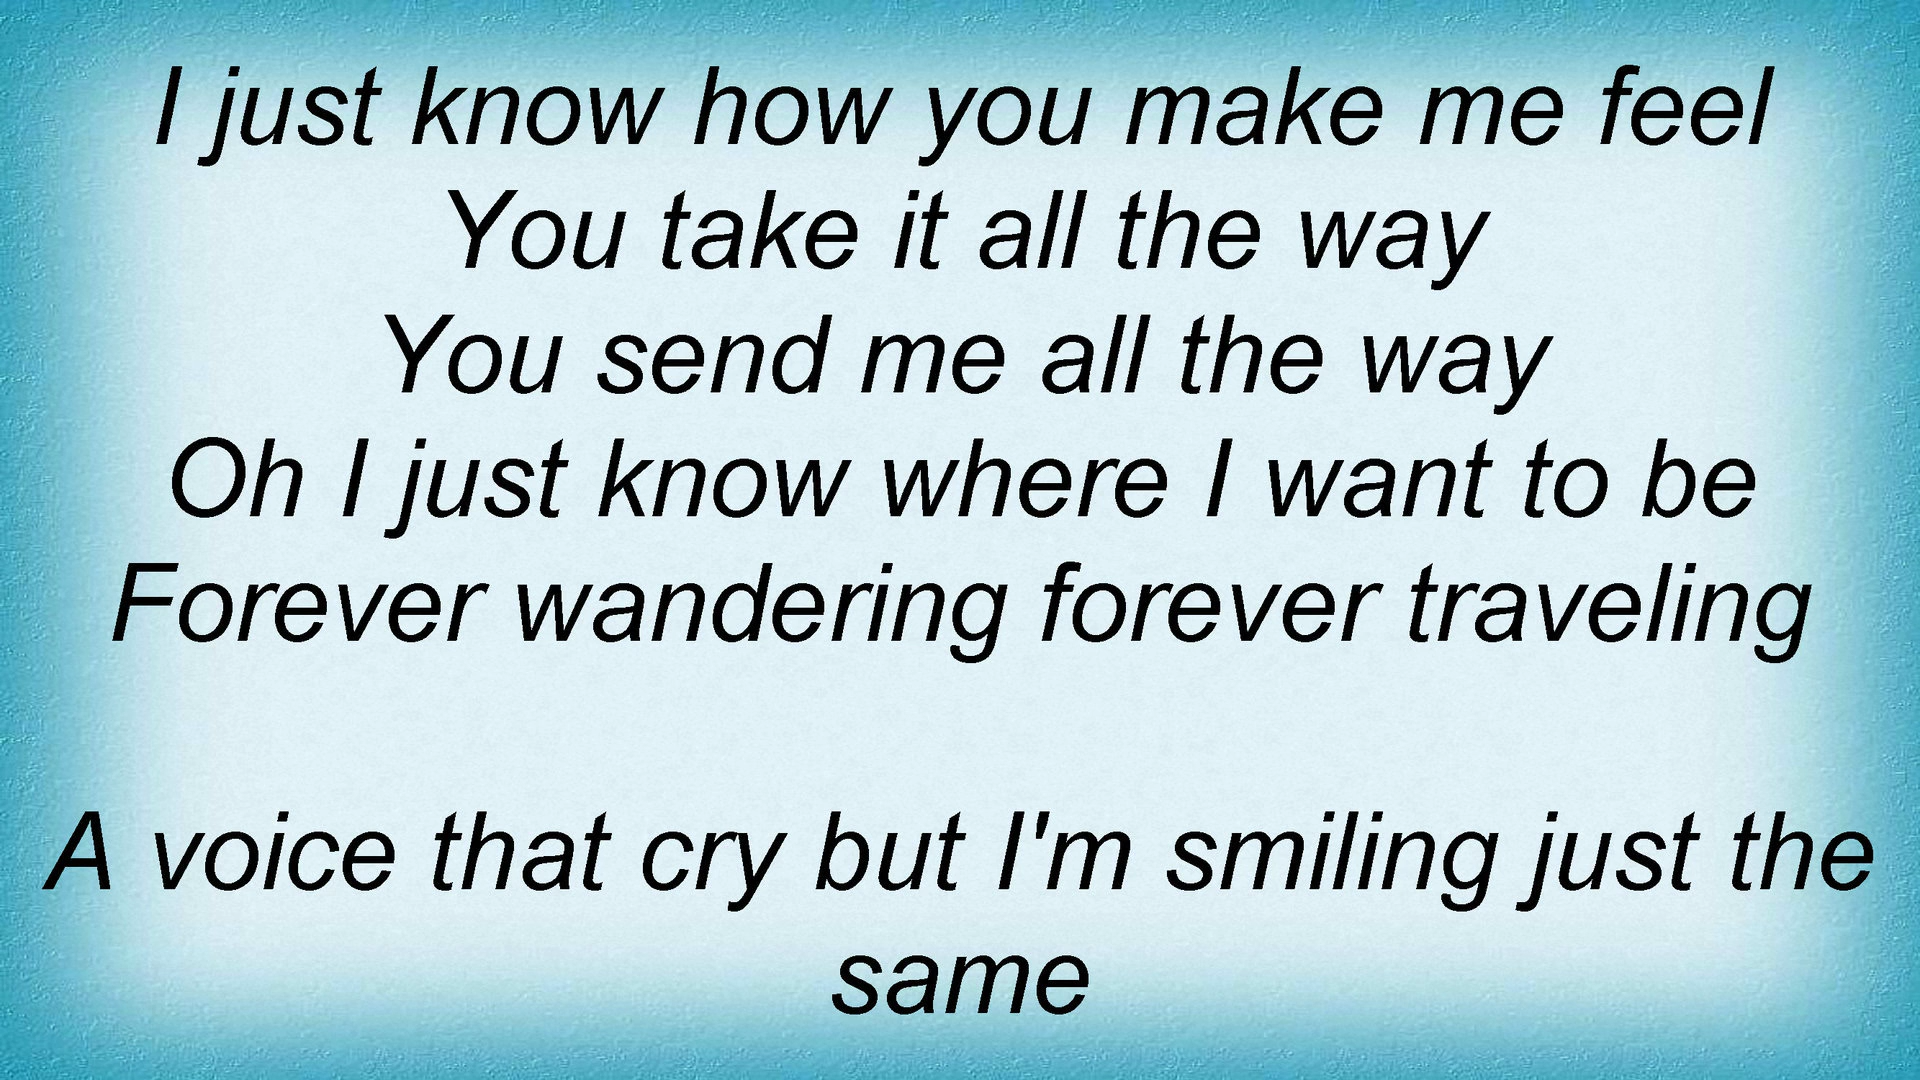 I just know how you make me feel
You take it all the way
You send me all the way
Oh I just know where I want to be
Forever wandering forever traveling
A voice that cry but I'm smiling just the
same